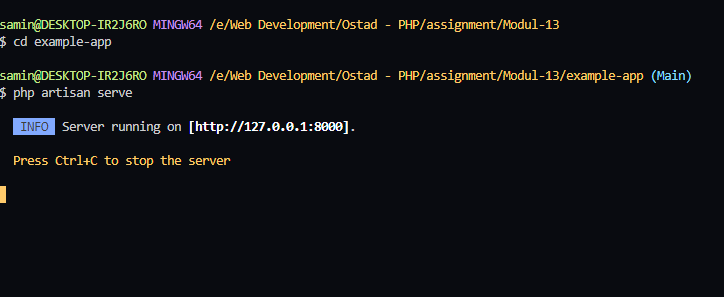 samin@DESKTOP-IR2J6RO MINGW64 /e/Web Development/Ostad - PHP/assignment/Modul-13
$ cd example-app
samin@DESKTOP-IR2J6RO MINGW64 /e/Web Development/Ostad - PHP/assignment/Modul-13/example-app (Main)
$ php artisan serve
INFO Server running on [http://127.0.0.1:8000].
Press Ctrl+C to stop the server